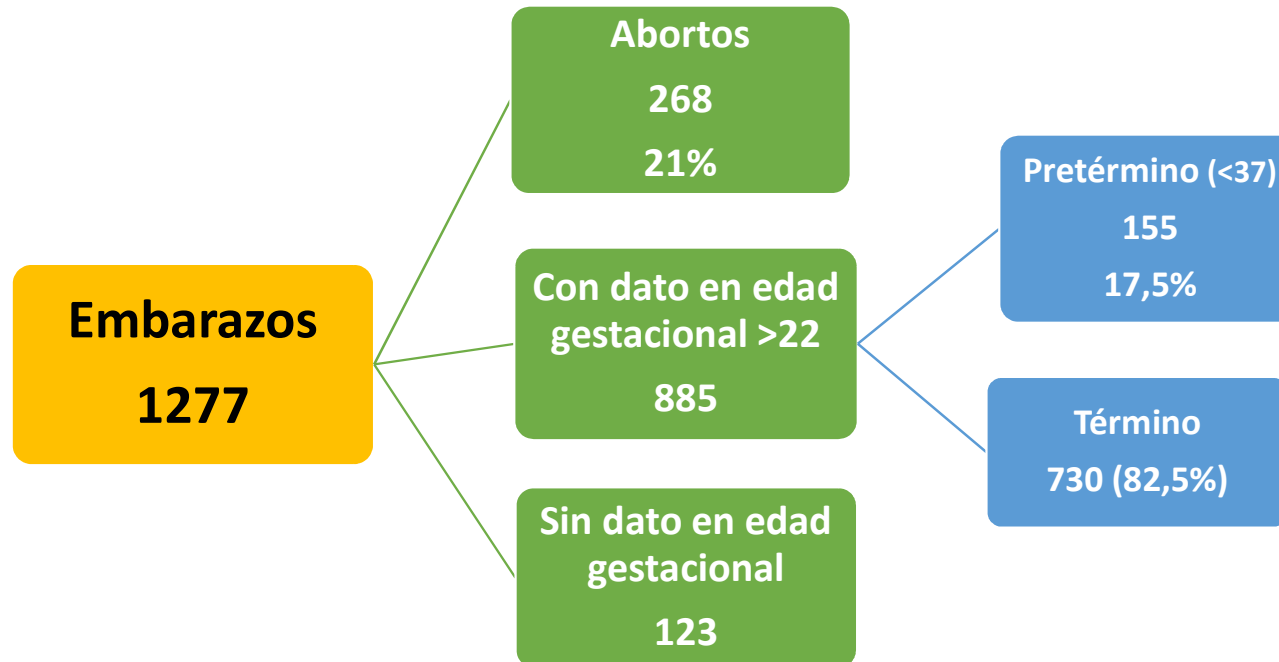 Embarazos
1277
Abortos
268
21%
Con dato en edad
gestacional >22
885
Sin dato en edad
gestacional
123
Pretérmino (<37)
155
17,5%
Término
730 (82,5%)